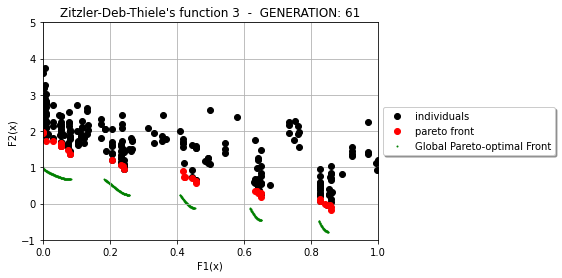 Zitzler-Deb-Thiele's function 3 - GENERATION: 61
5
4
3
2
1
0
−1
F2(x)
0.0 0.2 0.4 0.6 0.8 1.0
F1(x)
individuals
pareto front
Global Pareto-optimal Front